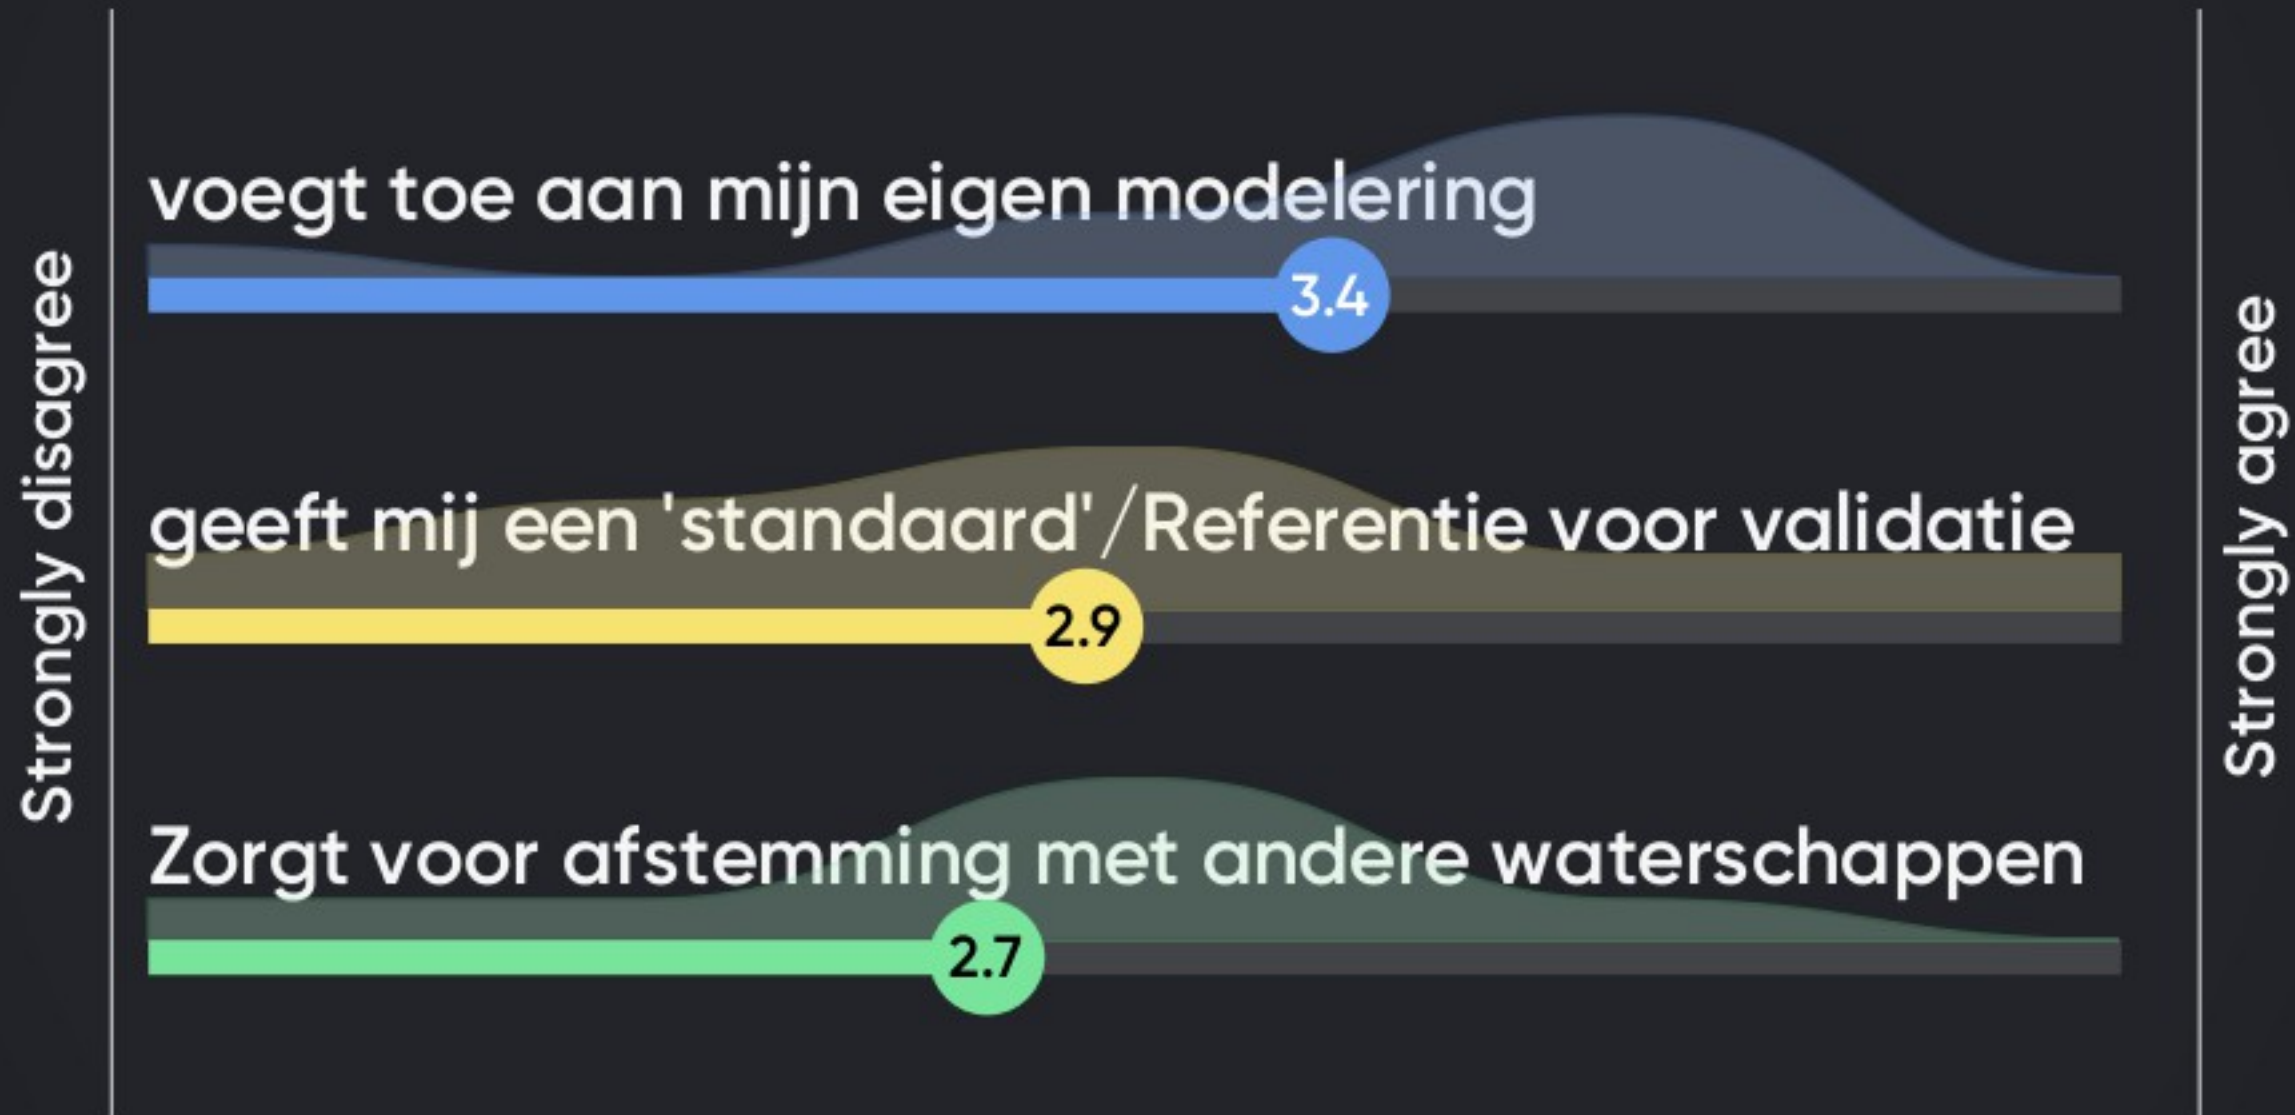 Strongly disagree
voegt toe aan mijn eigen modelering
3.4
geeft mij een 'standaard'/Referentie voor validatie
2.9
Zorgt voor afstemming met andere waterschappen
2.7
Strongly agree